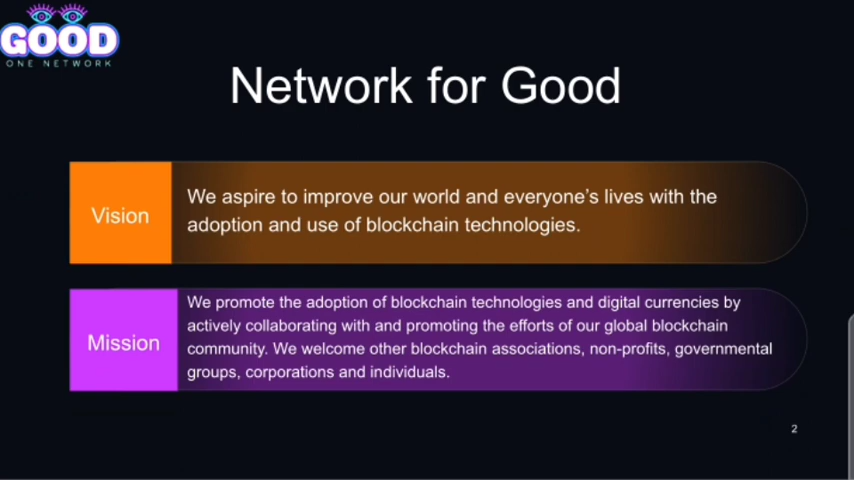 GOOD
ONE NETWORK
Network for Good
Vision
We aspire to improve our world and everyone's lives with the
adoption and use of blockchain technologies.
Mission
We promote the adoption of blockchain technologies and digital currencies by
actively collaborating with and promoting the efforts of our global blockchain
community. We welcome other blockchain associations, non-profits, governmental
groups, corporations and individuals.
2